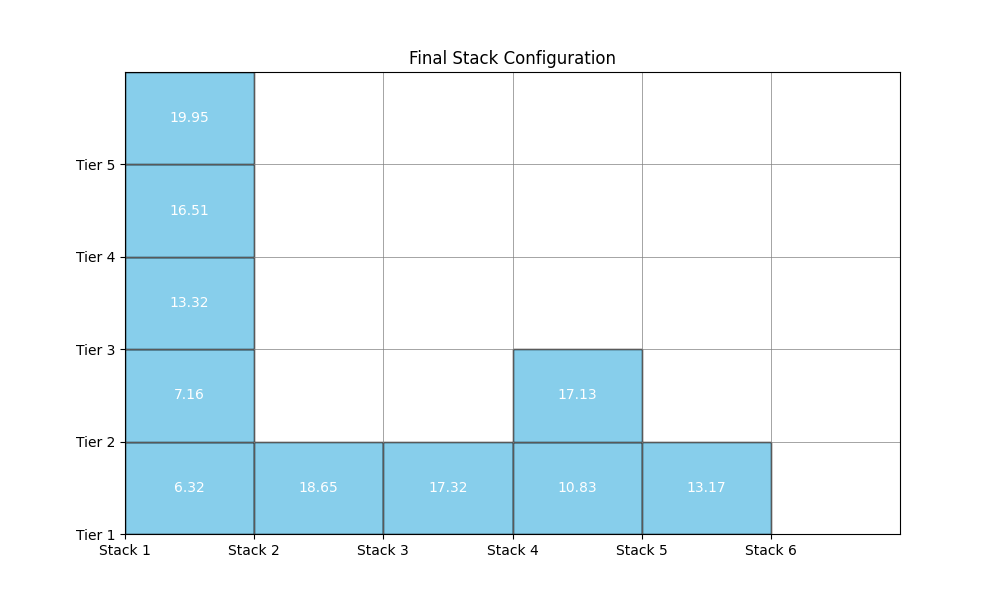 Final Stack Configuration
19.95
Tier 5
16.51
Tier 4
13.32
Tier 3
7.16 17.13
Tier 2
6.32 18.65 17.32 10.83 13.17
Tier 1
Stack 1 Stack 2 Stack 3 Stack 4 Stack 5 Stack 6